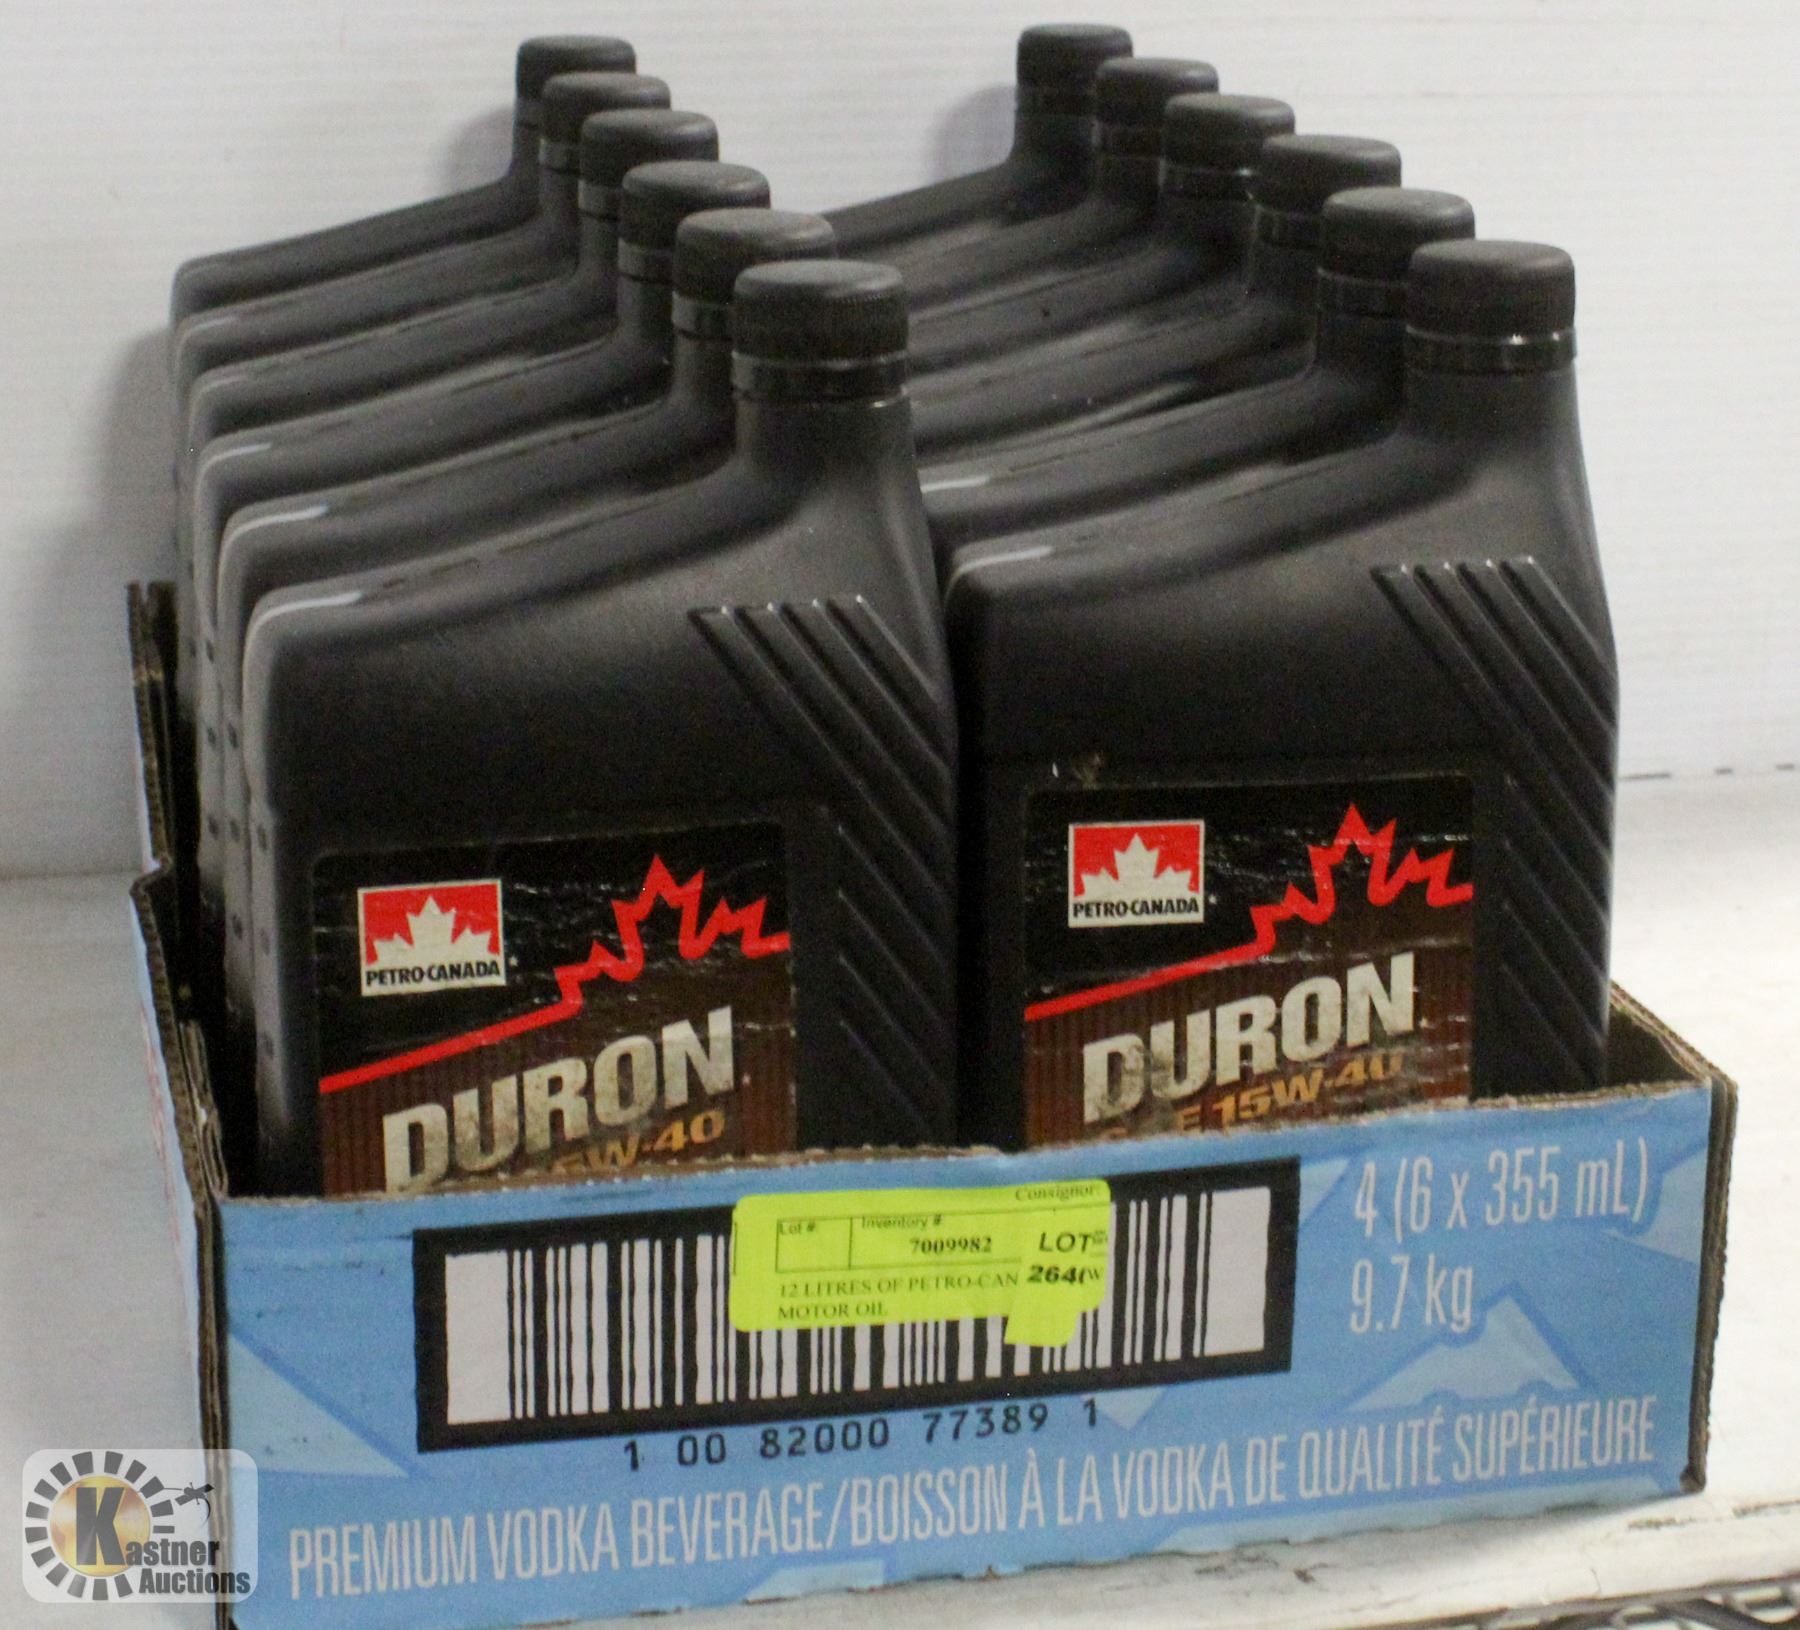 PETRO-CANADA
DURON
W-40
PETRO-CANADA
DURON
15W-40
4 (6 x 355 mL)
9.7 kg
Consignor:
Lot #:
Inventory #
7009982
LOT
12 LITRES OF PETRO-CAN
MOTOR OIL
1 00 82000 77389 1
PREMIUM VODKA BEVERAGE/BOISSON À LA VODKA DE QUALITÉ SUPÉRIEURE
Kastner
Auctions